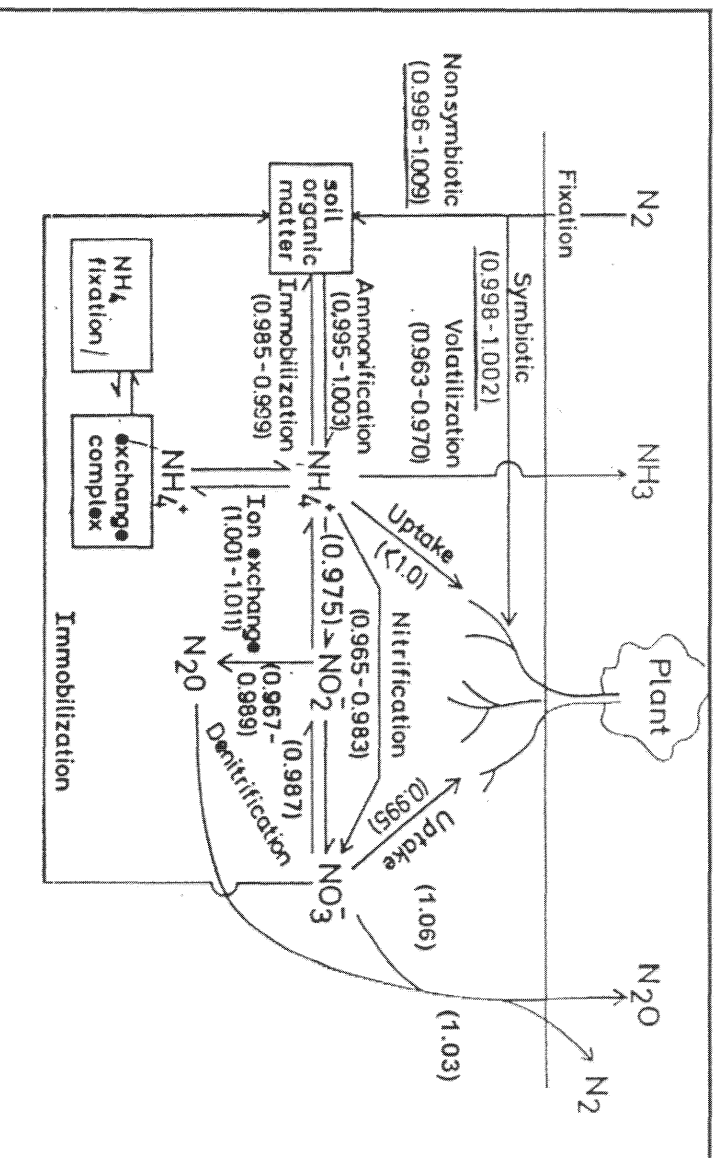 N2
NH3
Plant
N2O
N2
Fixation
Nonsymbiotic
(0.996-1.009)
Symbiotic
(0.998-1.002)
Volatilization
(0.963-0.970)
Uptake
(<1.0)
Uptake
(0.995)
(1.06)
(1.03)
soil
organic
matter
Ammonification
(0.995-1.003)
Immobilization
(0.985-0.909)
NH4+
(0.975)
NO2-
Nitrification
(0.965-0.983)
NO3-
(0.987)
Ion exchange
(1.001-1.011)
(0.967-
0.989)
Denitrification
N2O
NH4
fixation/
NH4+
exchange
complex
Immobilization